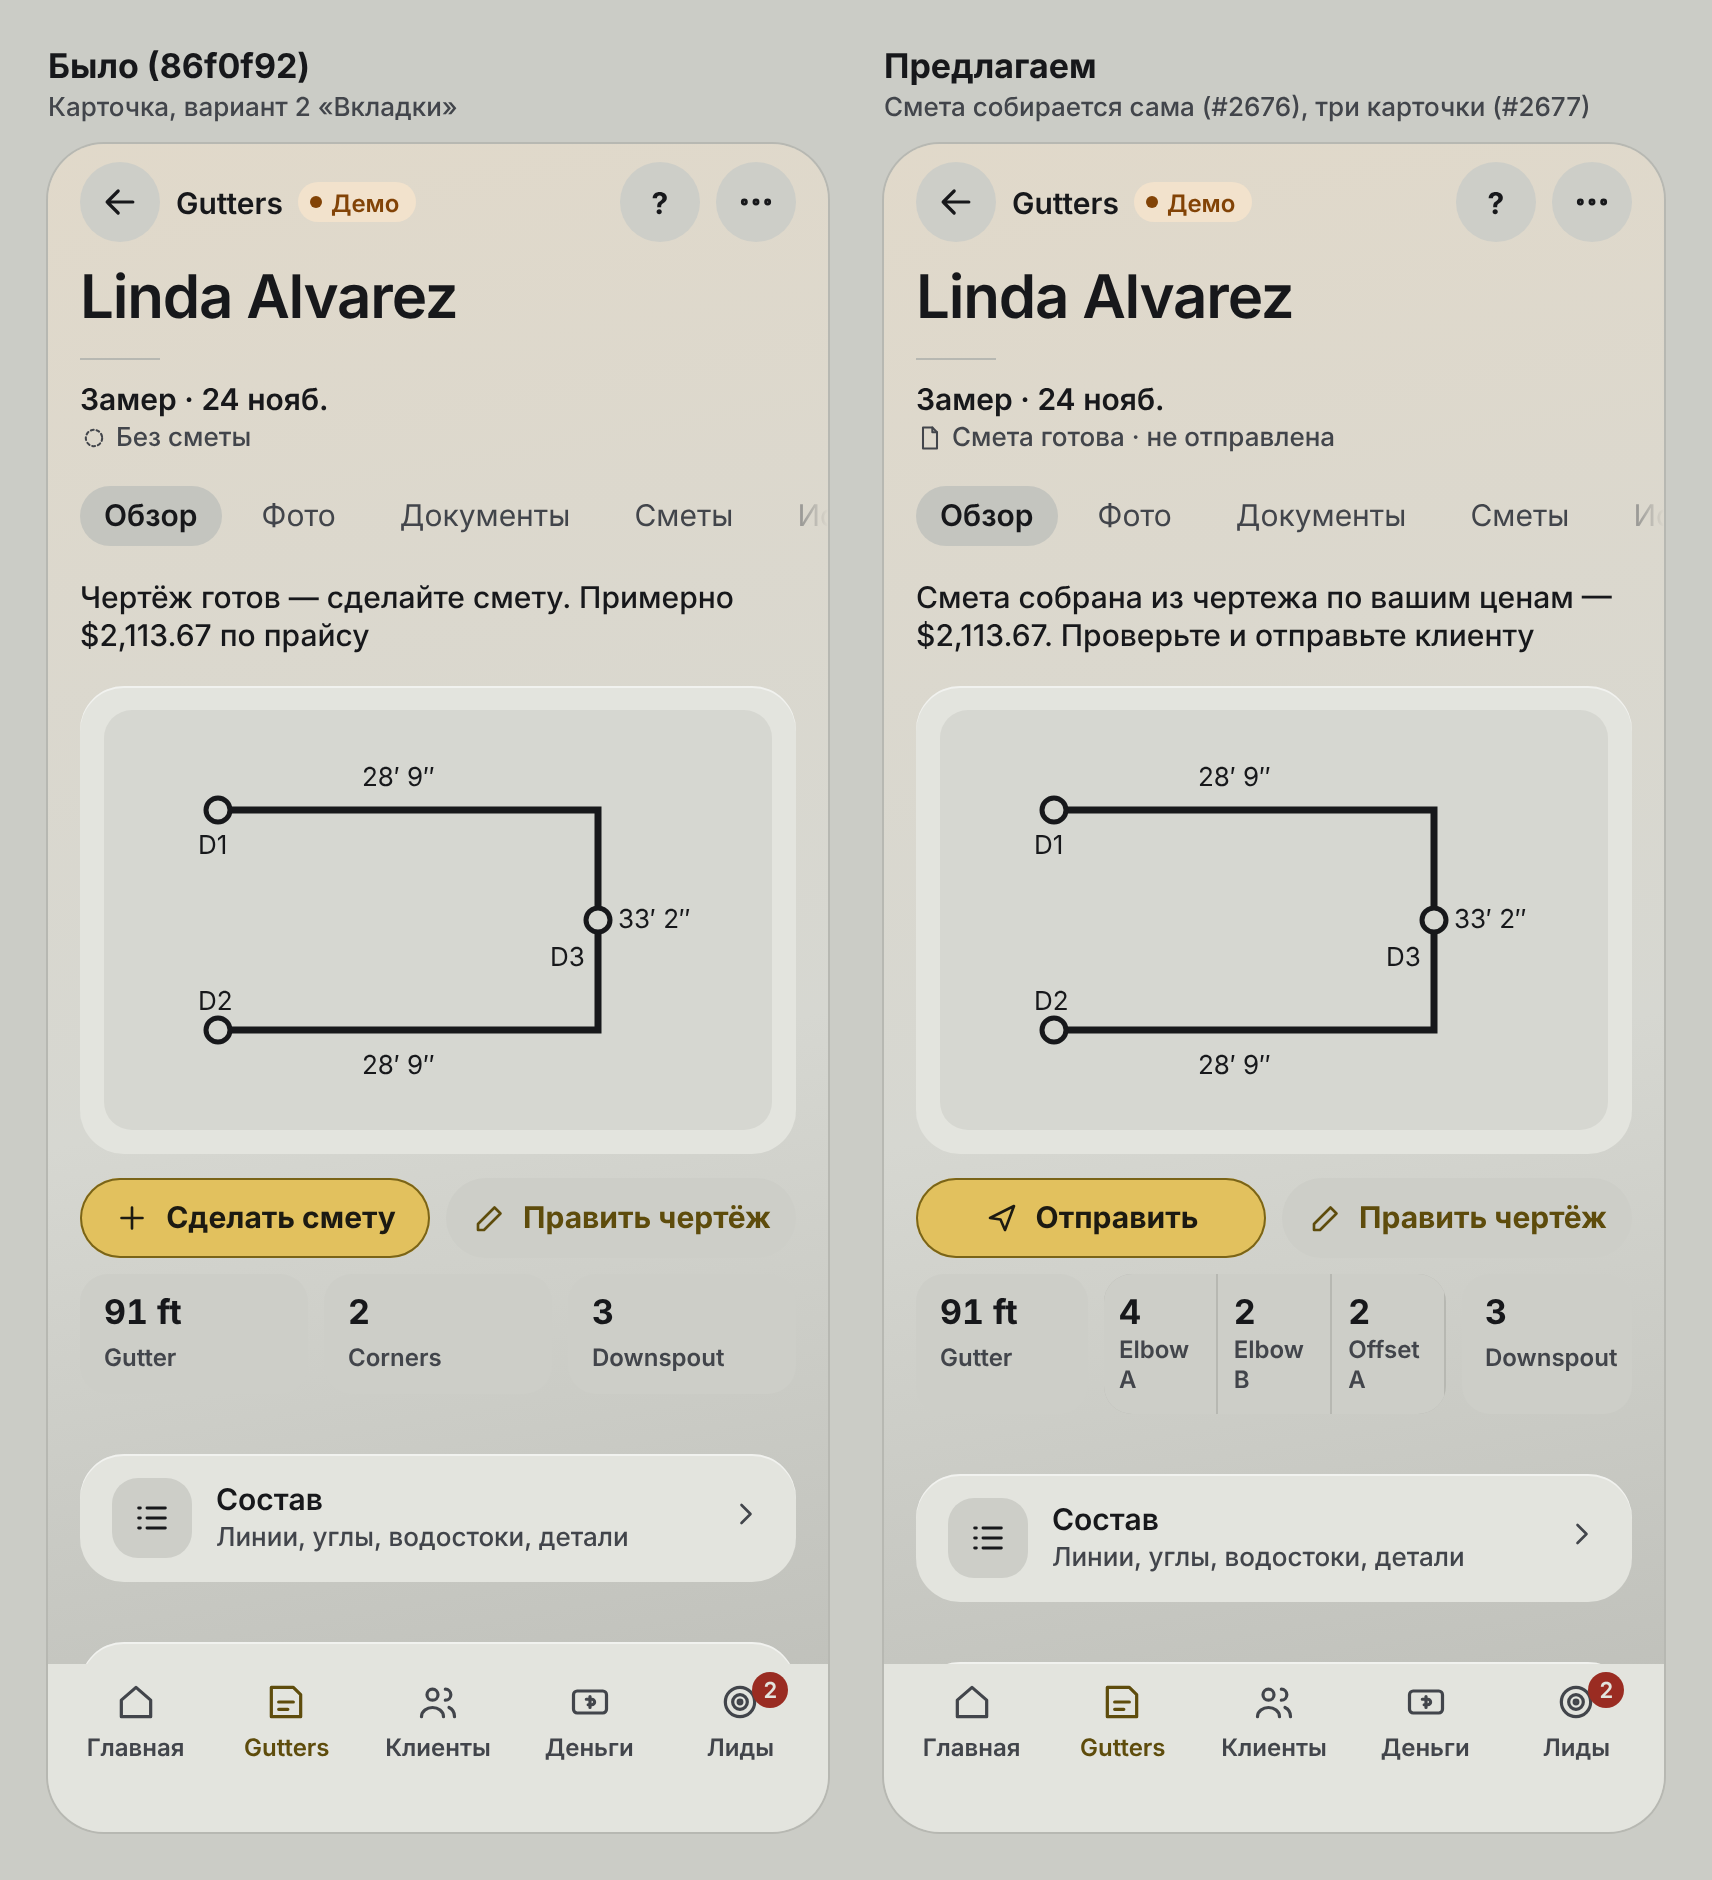 Было (86f0f92)
Карточка, вариант 2 «Вкладки»
Gutters
Демо
?
Linda Alvarez
Замер · 24 нояб.
Без сметы
Обзор
Фото
Документы
Сметы
Чертёж готов — сделайте смету. Примерно
$2,113.67 по прайсу
28′ 9″
D1
33′ 2″
D3
D2
28′ 9″
Сделать смету
Править чертёж
91 ft
Gutter
2
Corners
3
Downspout
Состав
Линии, углы, водостоки, детали
2
Главная
Gutters
Клиенты
Деньги
Лиды
Предлагаем
Смета собирается сама (#2676), три карточки (#2677)
Gutters
Демо
?
Linda Alvarez
Замер · 24 нояб.
Смета готова · не отправлена
Обзор
Фото
Документы
Сметы
Смета собрана из чертежа по вашим ценам —
$2,113.67. Проверьте и отправьте клиенту
28′ 9″
D1
33′ 2″
D3
D2
28′ 9″
Отправить
Править чертёж
91 ft
Gutter
4
Elbow
A
2
Elbow
B
2
Offset
A
3
Downspout
Состав
Линии, углы, водостоки, детали
2
Главная
Gutters
Клиенты
Деньги
Лиды